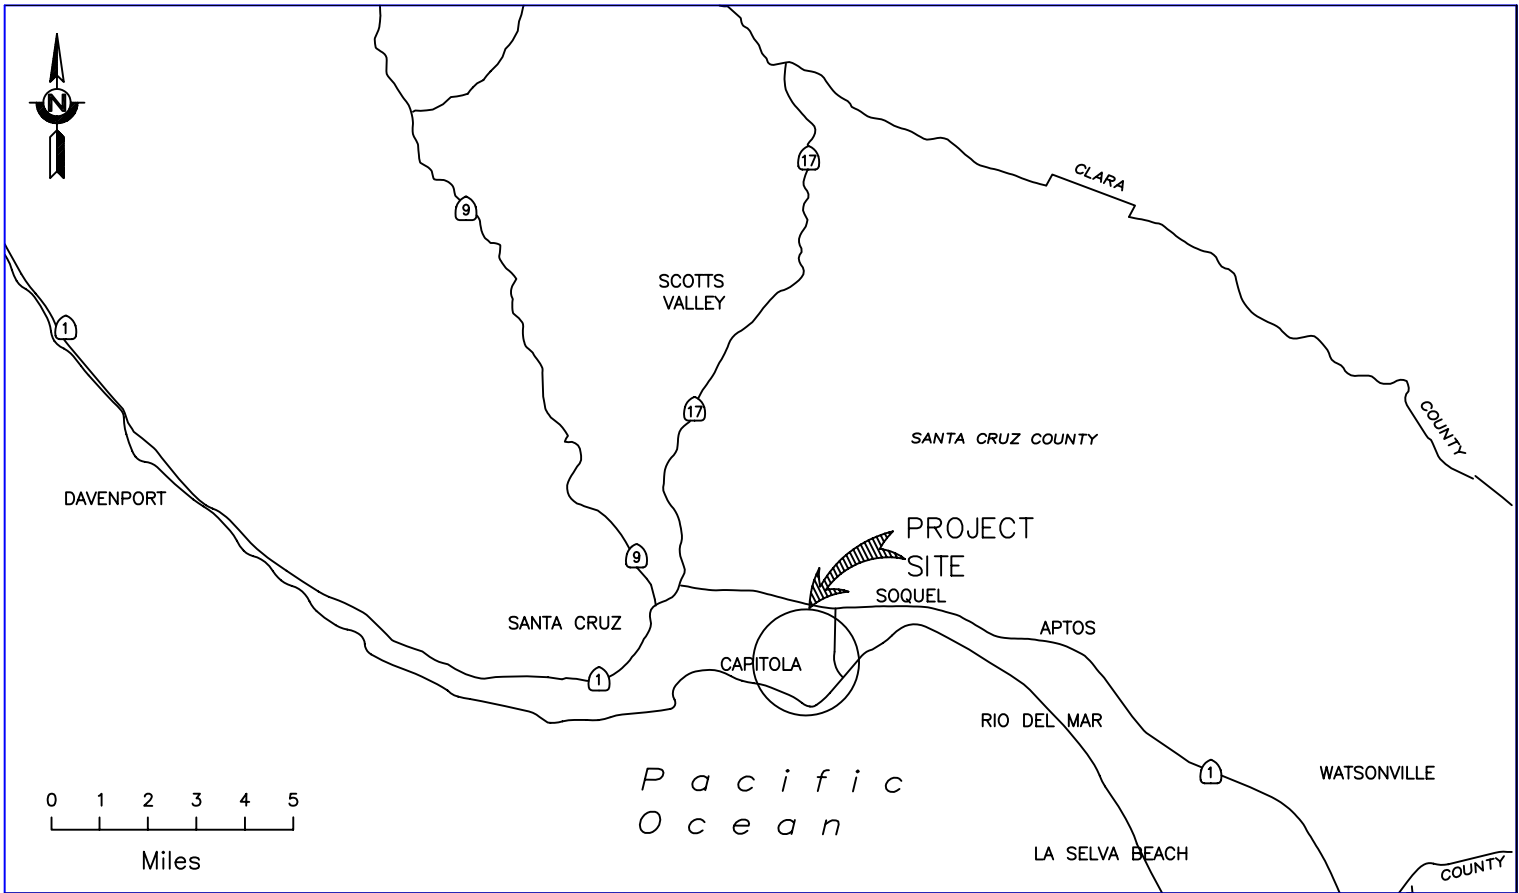 N
17
CLARA
9
SCOTTS
VALLEY
1
17
COUNTY
SANTA CRUZ COUNTY
DAVENPORT
PROJECT
SITE
9
SOQUEL
SANTA CRUZ
APTOS
CAPITOLA
1
RIO DEL MAR
1
WATSONVILLE
Pacific
Ocean
0 1 2 3 4 5
Miles
LA SELVA BEACH
COUNTY